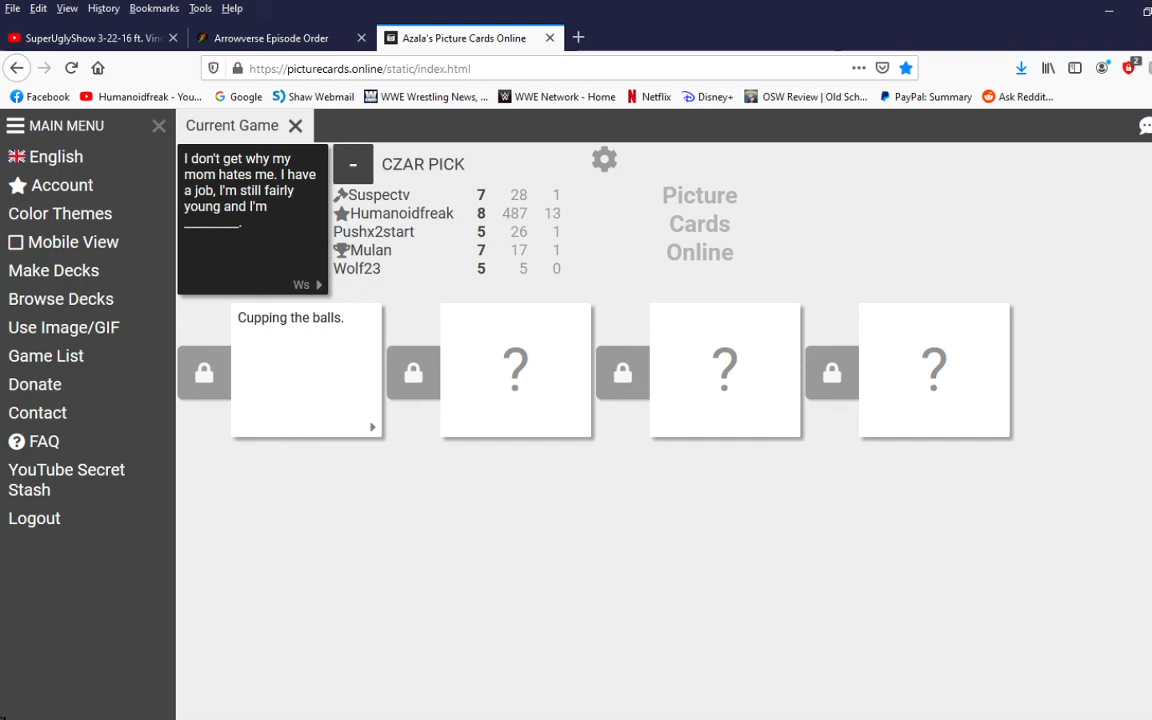 File Edit View History Bookmarks Tools Help
SuperUglyShow 3-22-16 ft. Vinc
Arrowverse Episode Order
Azala's Picture Cards Online
https://picturecards.online/static/index.html
2
Facebook
Humanoidfreak - You...
Google
Shaw Webmail
WWE Wrestling News, ...
WWE Network - Home
Netflix
Disney+
OSW Review | Old Sch...
PayPal: Summary
Ask Reddit...
MAIN MENU
English
Account
Color Themes
Mobile View
Make Decks
Browse Decks
Use Image/GIF
Game List
Donate
Contact
FAQ
YouTube Secret
Stash
Logout
Current Game
I don't get why my
mom hates me. I have
a job, I'm still fairly
young and I'm
________.
Ws
-
CZAR PICK
Suspectv 7 28 1
Humanoidfreak 8 487 13
Pushx2start 5 26 1
Mulan 7 17 1
Wolf23 5 5 0
Picture
Cards
Online
Cupping the balls.
?
?
?